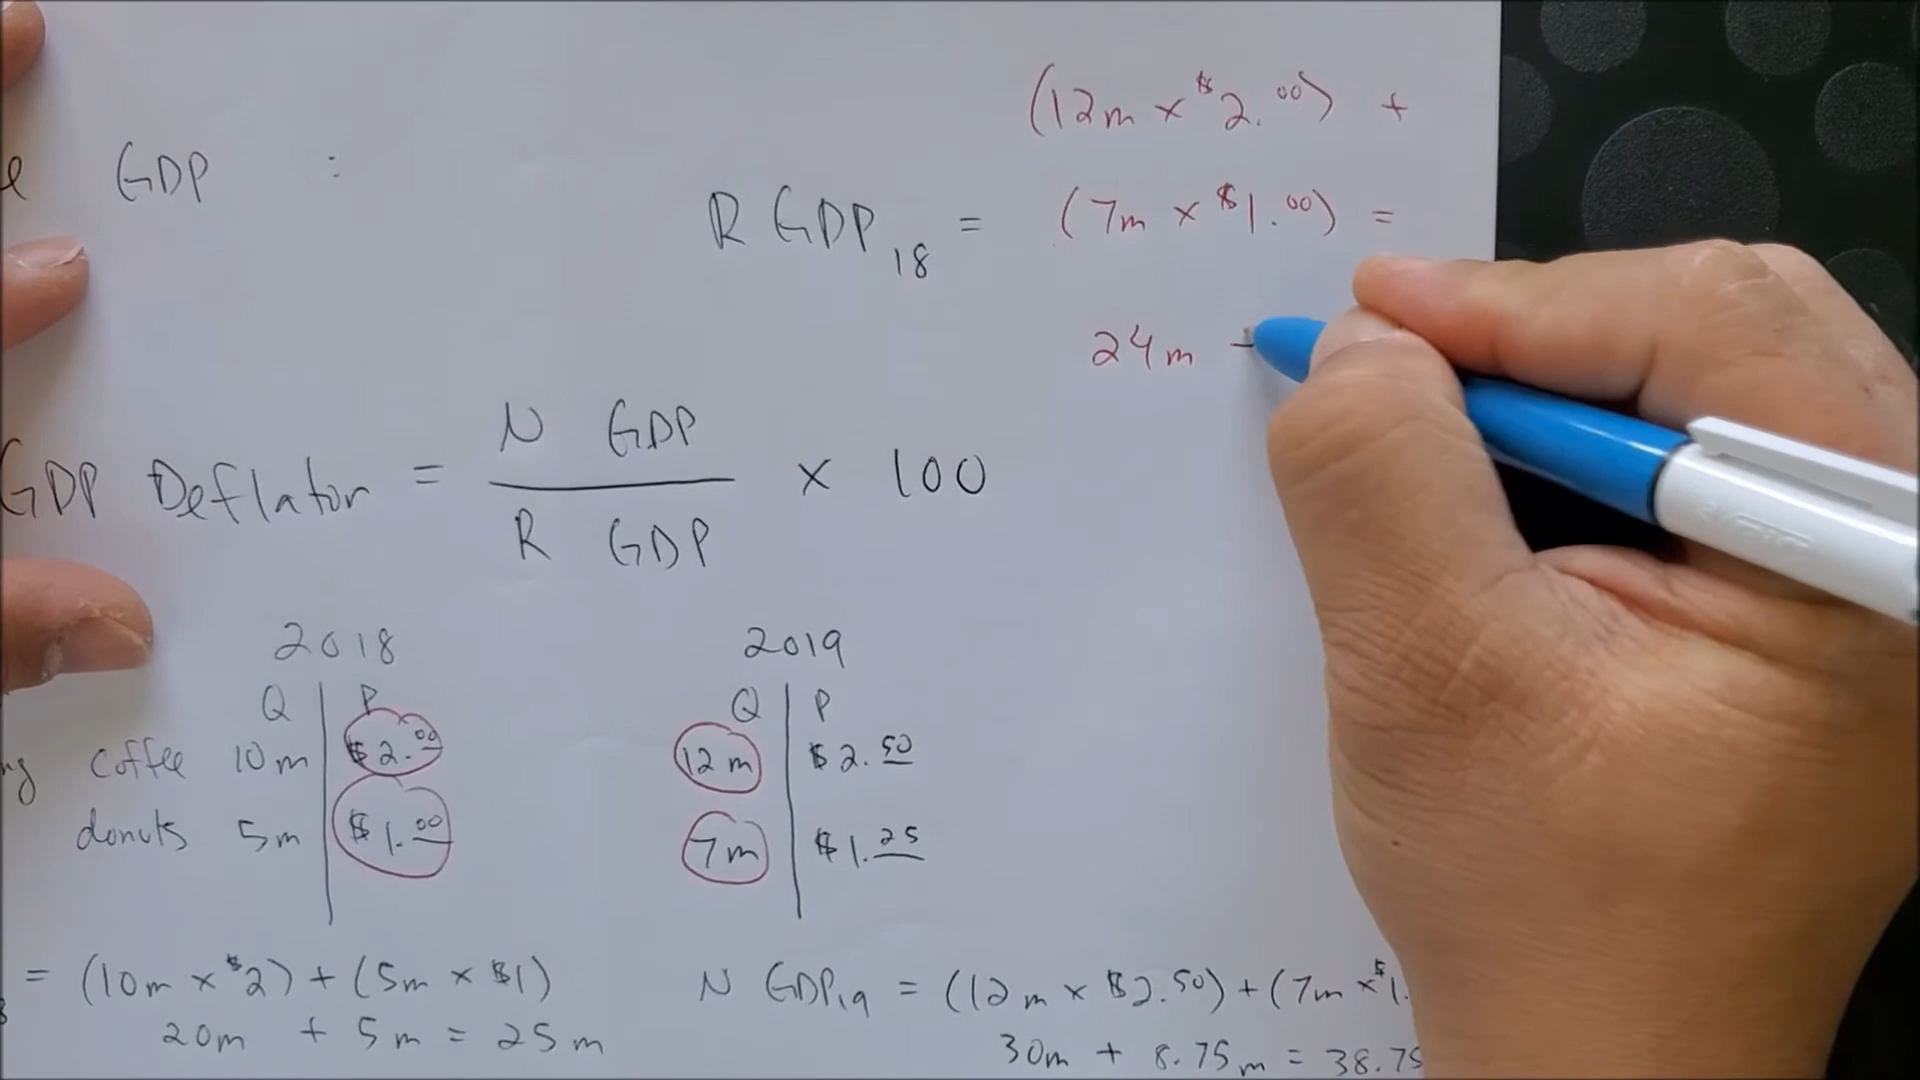 (12m x $2.00) +
GDP :
R GDP18 = (7m x $1.00) =
24m
N GDP
GDP Deflator = x 100
R GDP
2018 2019
Q P Q P
coffee 10m $2.00 12m $2.50
donuts 5m $1.00 7m $1.25
= (10m x $2) + (5m x $1) N GDP19 = (12m x $2.50) + (7m x $1.
20m + 5m = 25m 30m + 8.75m = 38.75